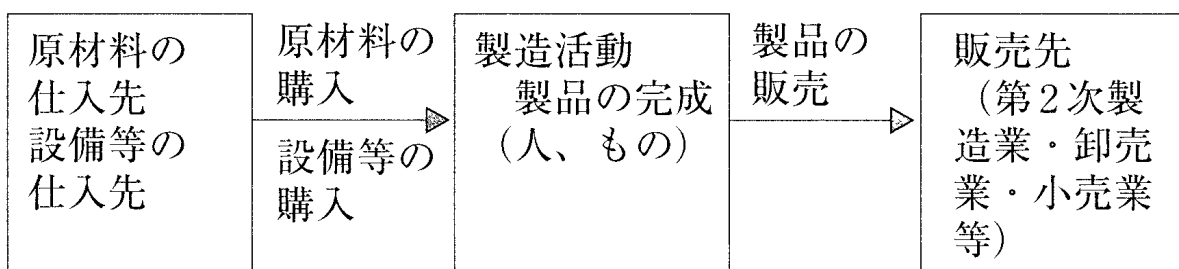 原材料の
仕入先
設備等の
仕入先
原材料の
購入
設備等の
購入
製造活動
製品の完成
(人、もの)
製品の
販売
販売先
(第2次製
造業・卸売
業・小売業
等)